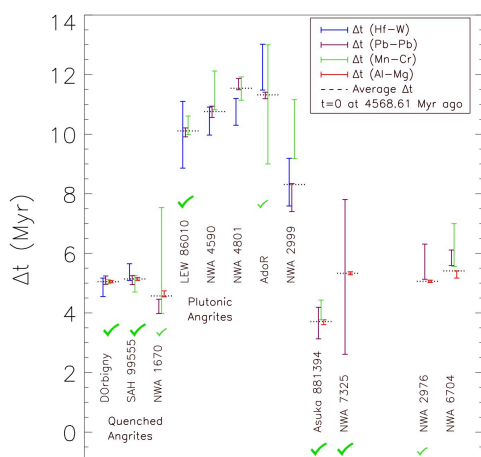 14
12
10
8
6
4
2
0
Δt (Myr)
Δt (Hf-W)
Δt (Pb-Pb)
Δt (Mn-Cr)
Δt (Al-Mg)
Average Δt
t=0 at 4568.61 Myr ago
D0rbigny
SAH 99555
NWA 1670
Quenched
Angrites
LEW 86010
NWA 4590
NWA 4801
AdoR
NWA 2999
Plutonic
Angrites
Asuka 881394
NWA 7325
NWA 2976
NWA 6704